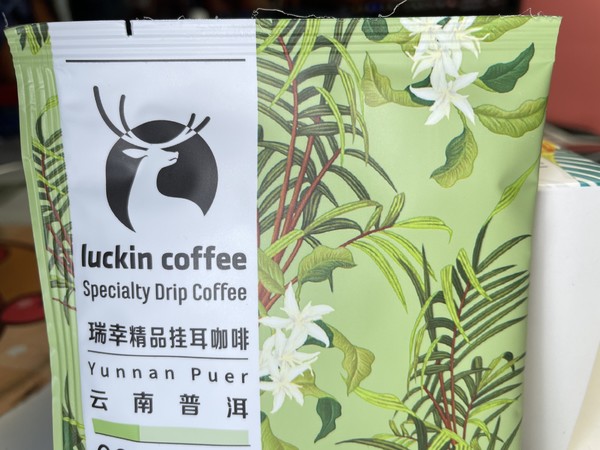 luckin coffee
Specialty Drip Coffee
瑞幸精品挂耳咖啡
Yunnan Puer
云南普洱